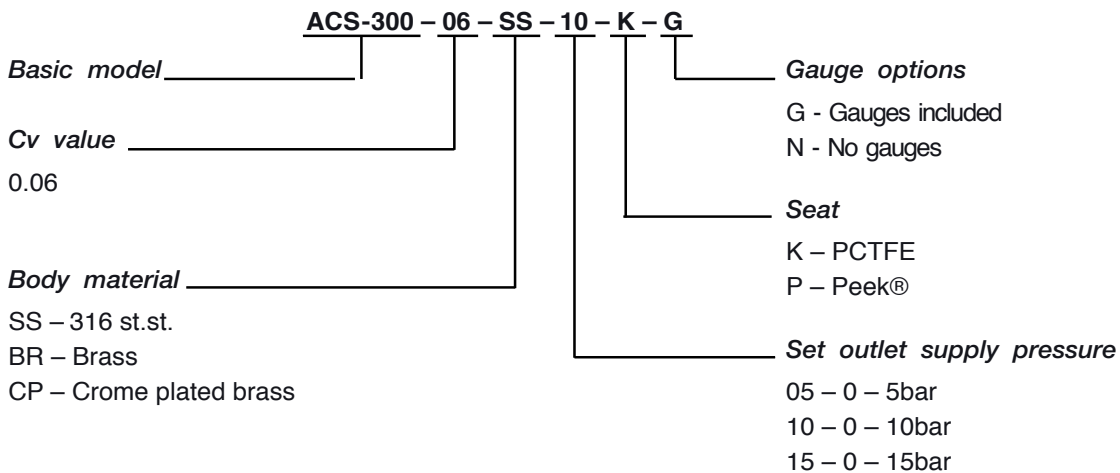 ACS-300 – 06 – SS – 10 – K – G
Basic model
Cv value
0.06
Body material
SS – 316 st.st.
BR – Brass
CP – Crome plated brass
Gauge options
G - Gauges included
N - No gauges
Seat
K – PCTFE
P – Peek®
Set outlet supply pressure
05 – 0 – 5bar
10 – 0 – 10bar
15 – 0 – 15bar